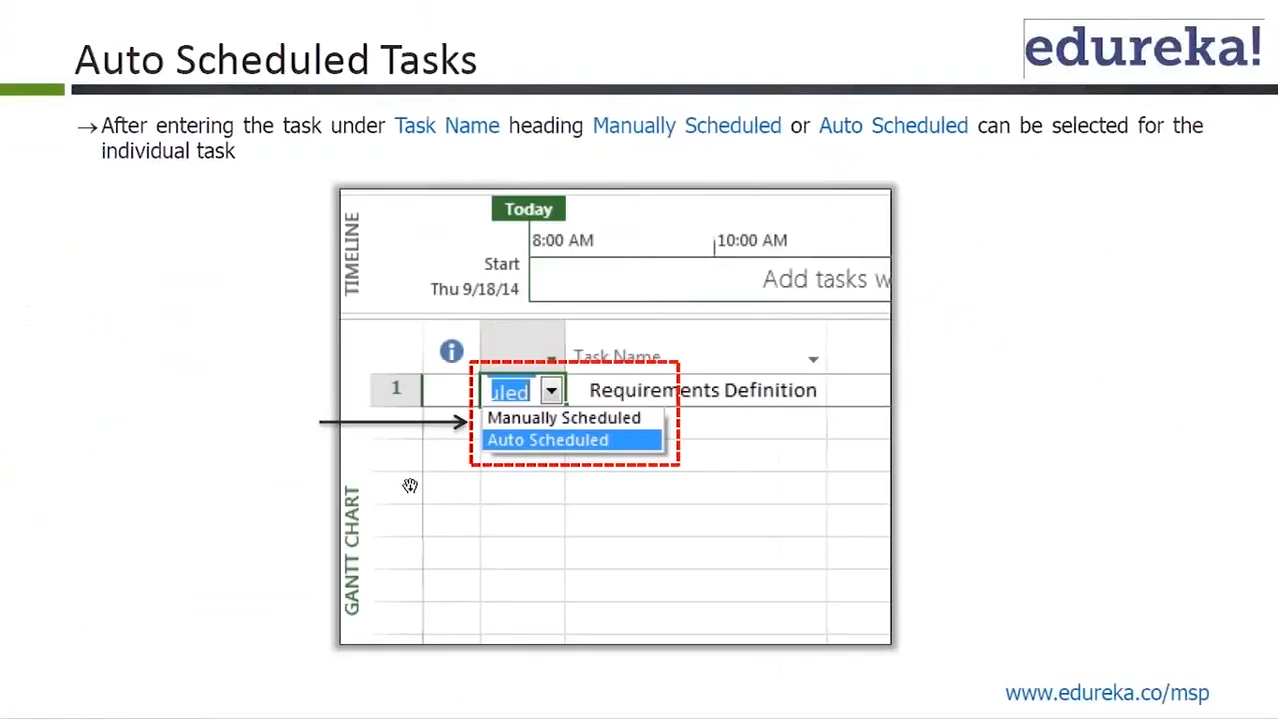 Auto Scheduled Tasks
edureka!
→After entering the task under Task Name heading Manually Scheduled or Auto Scheduled can be selected for the
individual task
TIMELINE
Today
8:00 AM
10:00 AM
Start
Thu 9/18/14
Add tasks w
GANTT CHART
Task Name
1
uled
Requirements Definition
Manually Scheduled
Auto Scheduled
www.edureka.co/msp